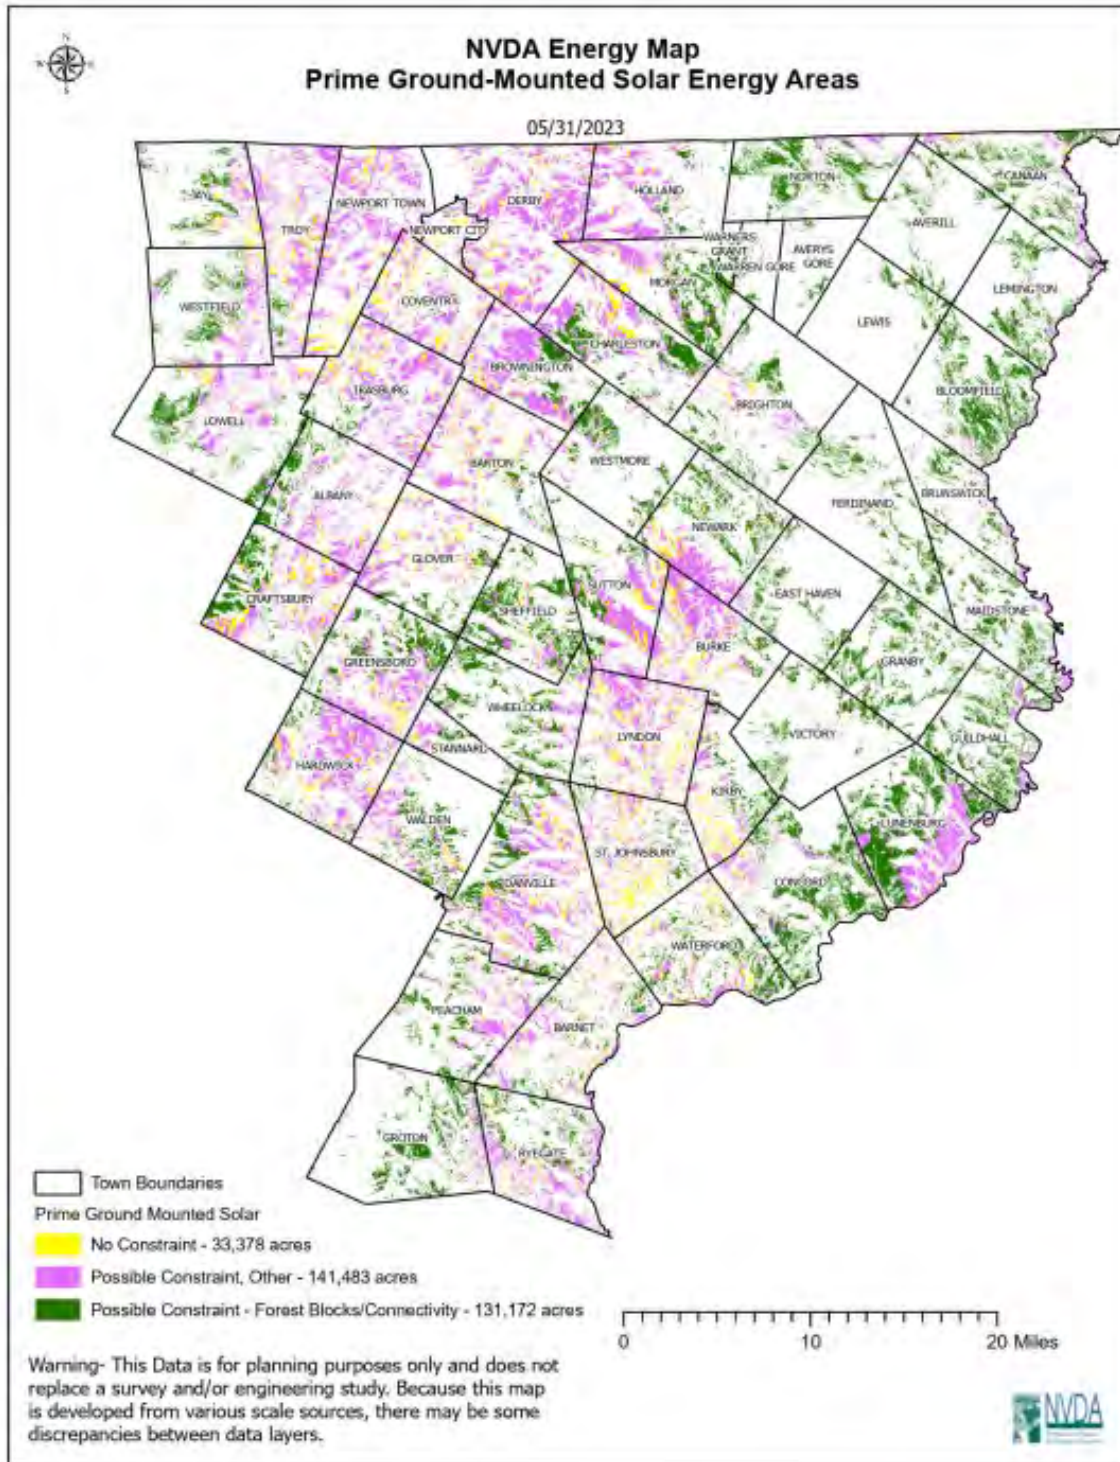 NVDA Energy Map
Prime Ground-Mounted Solar Energy Areas
05/31/2023
N
W
E
S
JAY
TROY
NEWPORT TOWN
NEWPORT CITY
DERBY
HOLLAND
NORTON
CANAAN
AVERILL
WARNERS GRANT
WARREN GORE
AVERYS GORE
LEMINGTON
WESTFIELD
COVENTRY
MORGAN
LEWIS
CHARLESTON
BROWNINGTON
BLOOMFIELD
LOWELL
IRASBURG
BRIGHTON
BARTON
WESTMORE
ALBANY
FERDINAND
BRUNSWICK
NEWARK
GLOVER
SUTTON
EAST HAVEN
CRAFTSBURY
SHEFFIELD
MAIDSTONE
BURKE
GREENSBORO
GRANBY
WHEELOCK
STANNARD
LYNDON
VICTORY
GUILDHALL
HARDWICK
KIRBY
WALDEN
LUNENBURG
ST. JOHNSBURY
DANVILLE
CONCORD
WATERFORD
PEACHAM
BARNET
GROTON
RYEGATE
Town Boundaries
Prime Ground Mounted Solar
No Constraint - 33,378 acres
Possible Constraint, Other - 141,483 acres
Possible Constraint - Forest Blocks/Connectivity - 131,172 acres
0 10 20 Miles
Warning- This Data is for planning purposes only and does not
replace a survey and/or engineering study. Because this map
is developed from various scale sources, there may be some
discrepancies between data layers.
NVDA